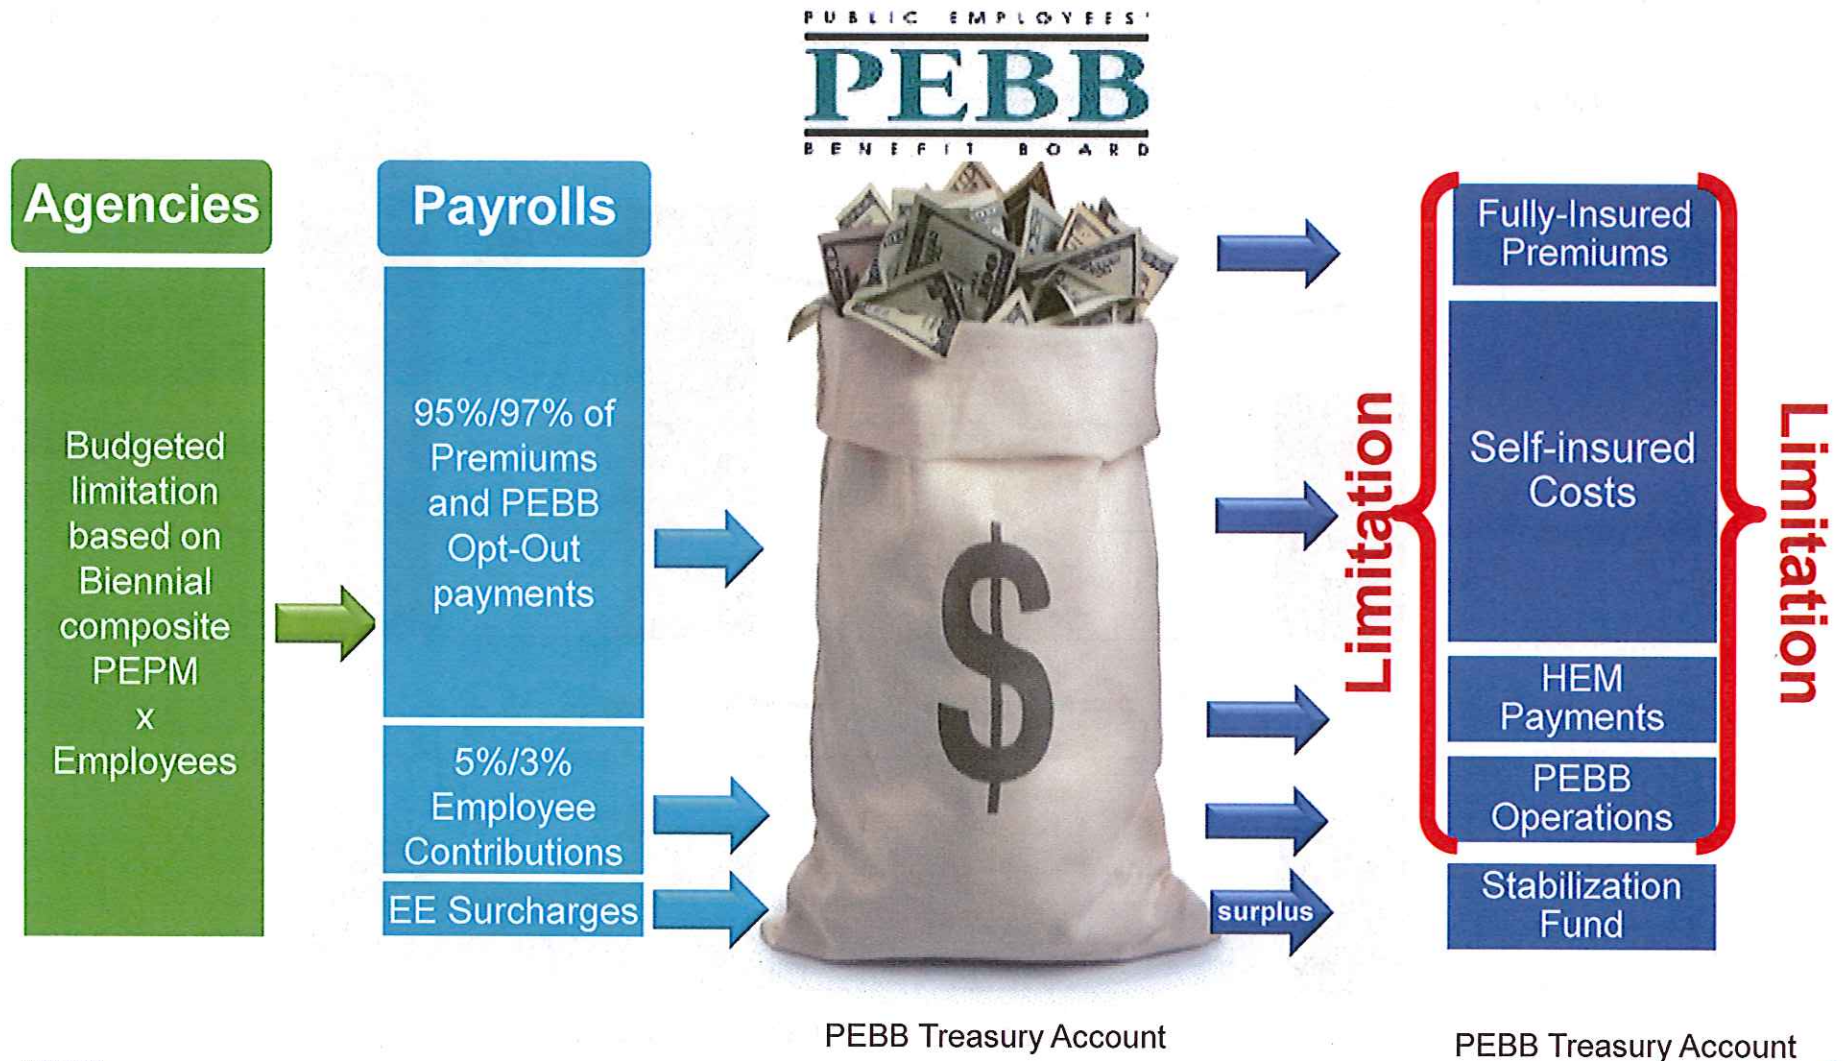 PUBLIC EMPLOYEES'
PEBB
BENEFIT BOARD
Agencies
Budgeted
limitation
based on
Biennial
composite
PEPM
x
Employees
Payrolls
95%/97% of
Premiums
and PEBB
Opt-Out
payments
5%/3%
Employee
Contributions
EE Surcharges
$
surplus
Limitation
Fully-Insured
Premiums
Self-insured
Costs
HEM
Payments
PEBB
Operations
Stabilization
Fund
Limitation
PEBB Treasury Account
PEBB Treasury Account